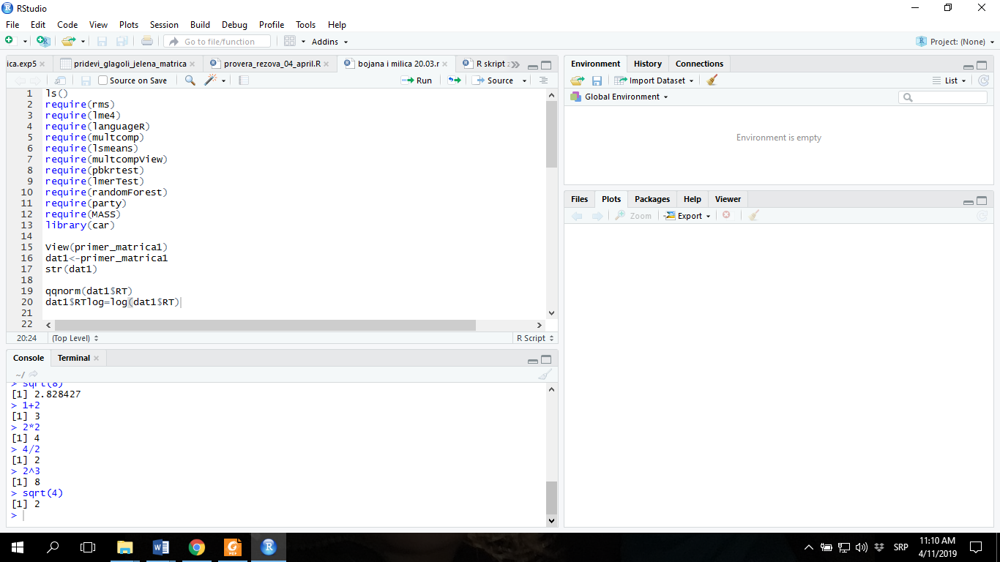 RStudio
File Edit Code View Plots Session Build Debug Profile Tools Help
Go to file/function Addins Project: (None)
ica.exp5 pridevi_glagoli_jelena_matrica provera_rezova_04_april.R bojana i milica 20.03.r R skript z
Source on Save Run Source
1 ls()
2 require(rms)
3 require(lme4)
4 require(languageR)
5 require(multcomp)
6 require(lsmeans)
7 require(multcompView)
8 require(pbkrtest)
9 require(lmerTest)
10 require(randomForest)
11 require(party)
12 require(MASS)
13 library(car)
14
15 View(primer_matrica1)
16 dat1<-primer_matrica1
17 str(dat1)
18
19 qqnorm(dat1$RT)
20 dat1$RTlog=log(dat1$RT)
21
22
20:24 (Top Level) R Script
Console Terminal
~/
> sqrt(8)
[1] 2.828427
> 1+2
[1] 3
> 2*2
[1] 4
> 4/2
[1] 2
> 2^3
[1] 8
> sqrt(4)
[1] 2
>
Environment History Connections
Import Dataset List
Global Environment
Environment is empty
Files Plots Packages Help Viewer
Zoom Export
SRP 11:10 AM
4/11/2019